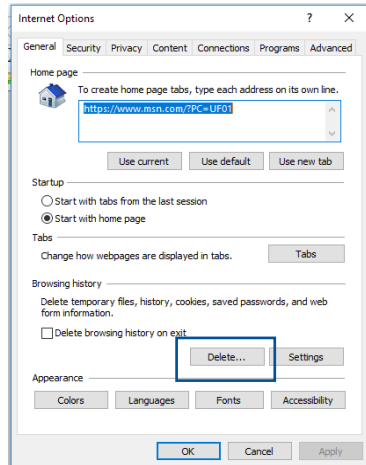 Internet Options
? ×
General Security Privacy Content Connections Programs Advanced
Home page
To create home page tabs, type each address on its own line.
https://www.msn.com/?PC=UF01
Use current Use default Use new tab
Startup
Start with tabs from the last session
Start with home page
Tabs
Change how webpages are displayed in tabs. Tabs
Browsing history
Delete temporary files, history, cookies, saved passwords, and web
form information.
Delete browsing history on exit
Delete... Settings
Appearance
Colors Languages Fonts Accessibility
OK Cancel Apply